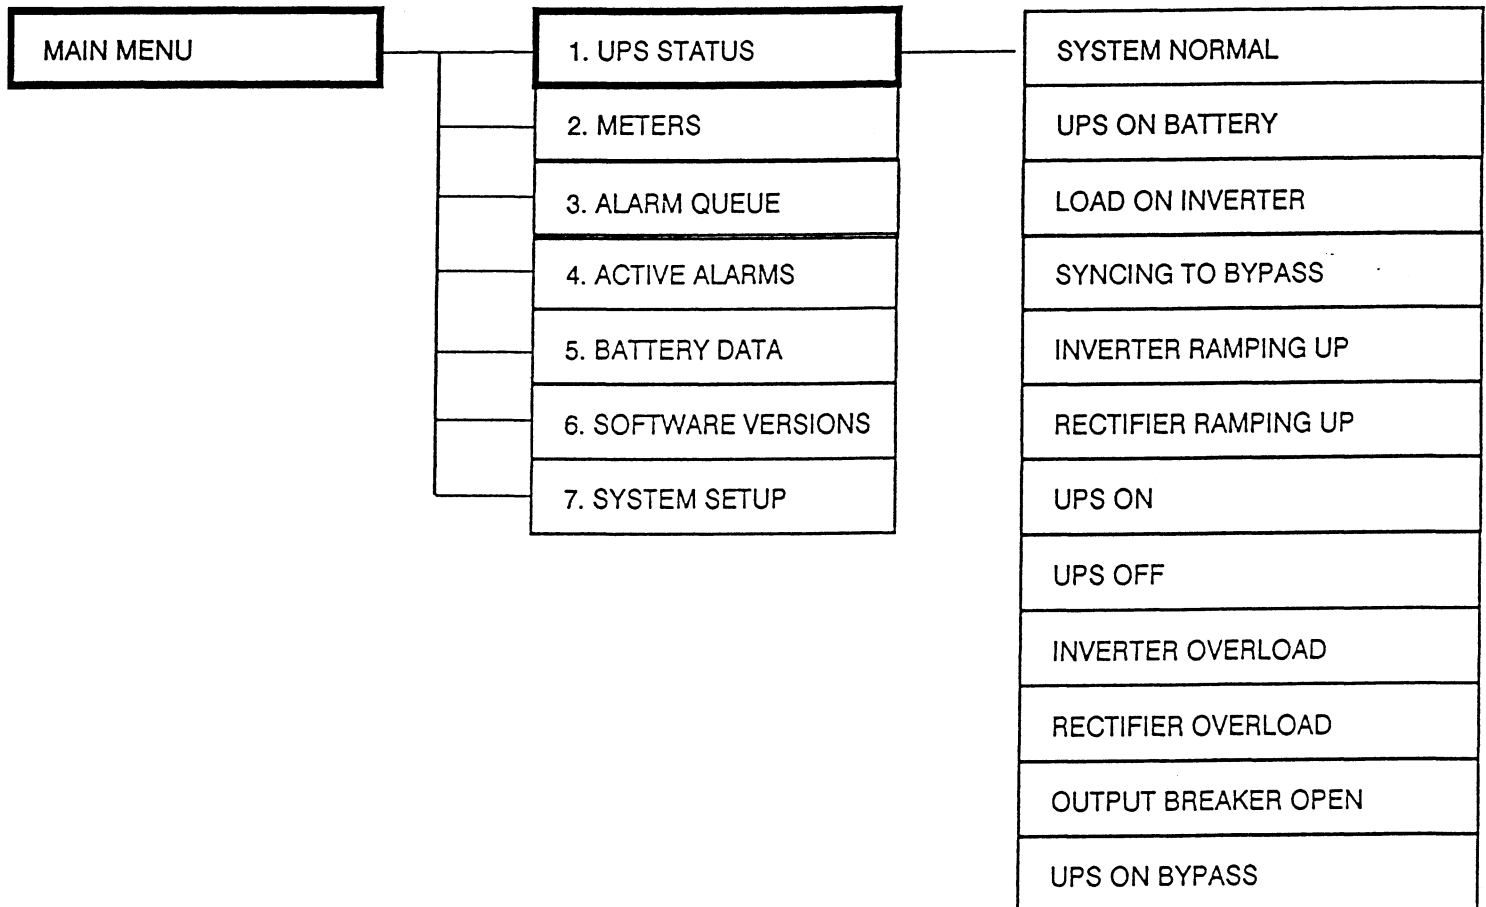 MAIN MENU
1. UPS STATUS
2. METERS
3. ALARM QUEUE
4. ACTIVE ALARMS
5. BATTERY DATA
6. SOFTWARE VERSIONS
7. SYSTEM SETUP
SYSTEM NORMAL
UPS ON BATTERY
LOAD ON INVERTER
SYNCING TO BYPASS
INVERTER RAMPING UP
RECTIFIER RAMPING UP
UPS ON
UPS OFF
INVERTER OVERLOAD
RECTIFIER OVERLOAD
OUTPUT BREAKER OPEN
UPS ON BYPASS